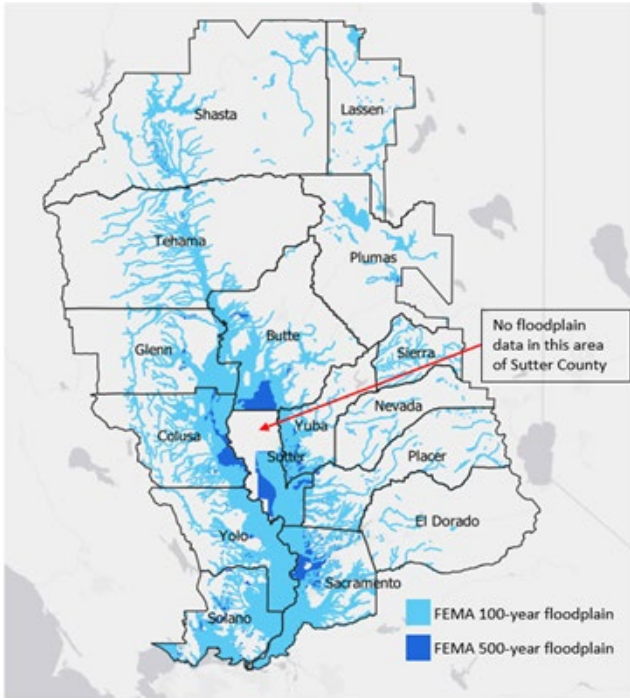 Shasta
Lassen
Tehama
Plumas
No floodplain
data in this area
of Sutter County
Butte
Glenn
Sierra
Nevada
Yuba
Colusa
Sutter
Placer
El Dorado
Yolo
Sacramento
Solano
FEMA 100-year floodplain
FEMA 500-year floodplain